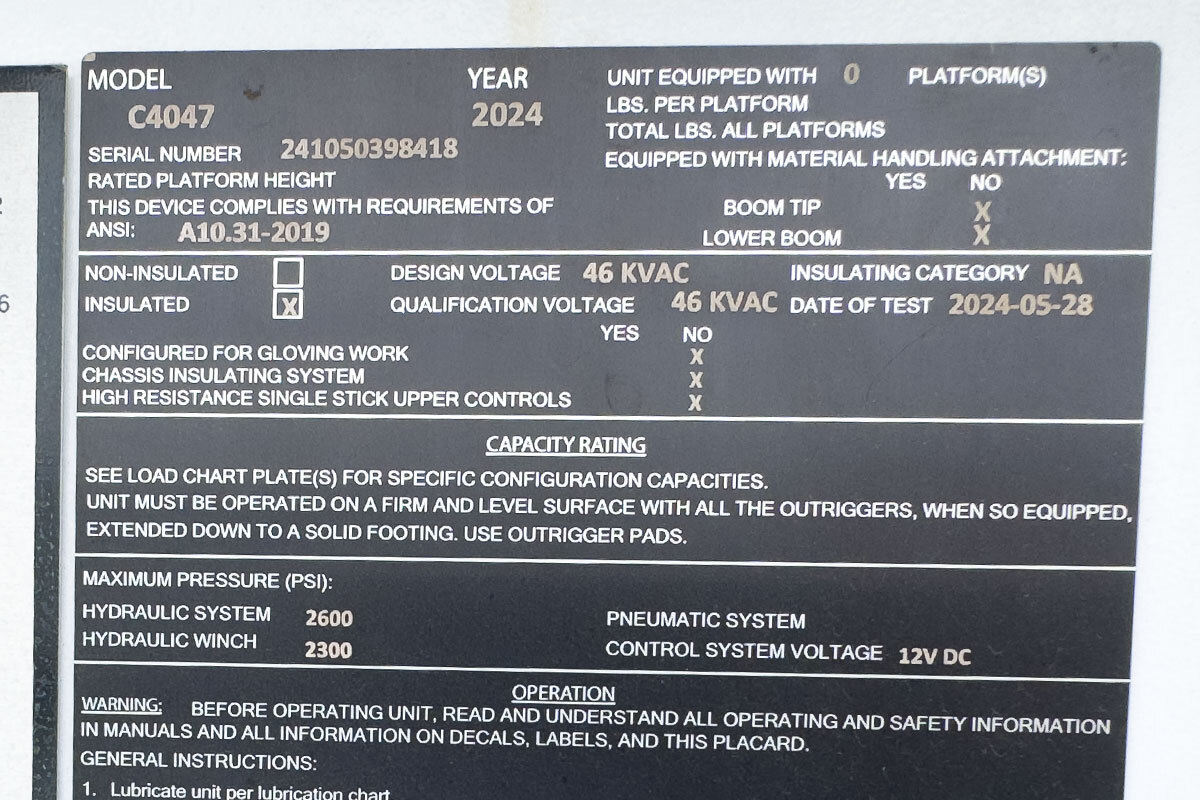 MODEL YEAR
C4047 2024
SERIAL NUMBER 241050398418
RATED PLATFORM HEIGHT
THIS DEVICE COMPLIES WITH REQUIREMENTS OF
ANSI: A10.31-2019
UNIT EQUIPPED WITH 0 PLATFORM(S)
LBS. PER PLATFORM
TOTAL LBS. ALL PLATFORMS
EQUIPPED WITH MATERIAL HANDLING ATTACHMENT:
YES NO
BOOM TIP X
LOWER BOOM X
NON-INSULATED DESIGN VOLTAGE 46 KVAC INSULATING CATEGORY NA
INSULATED X QUALIFICATION VOLTAGE 46 KVAC DATE OF TEST 2024-05-28
YES NO
CONFIGURED FOR GLOVING WORK X
CHASSIS INSULATING SYSTEM X
HIGH RESISTANCE SINGLE STICK UPPER CONTROLS X
CAPACITY RATING
SEE LOAD CHART PLATE(S) FOR SPECIFIC CONFIGURATION CAPACITIES.
UNIT MUST BE OPERATED ON A FIRM AND LEVEL SURFACE WITH ALL THE OUTRIGGERS, WHEN SO EQUIPPED,
EXTENDED DOWN TO A SOLID FOOTING. USE OUTRIGGER PADS.
MAXIMUM PRESSURE (PSI):
HYDRAULIC SYSTEM 2600 PNEUMATIC SYSTEM
HYDRAULIC WINCH 2300 CONTROL SYSTEM VOLTAGE 12V DC
OPERATION
WARNING: BEFORE OPERATING UNIT, READ AND UNDERSTAND ALL OPERATING AND SAFETY INFORMATION
IN MANUALS AND ALL INFORMATION ON DECALS, LABELS, AND THIS PLACARD.
GENERAL INSTRUCTIONS:
1. Lubricate unit per lubrication chart